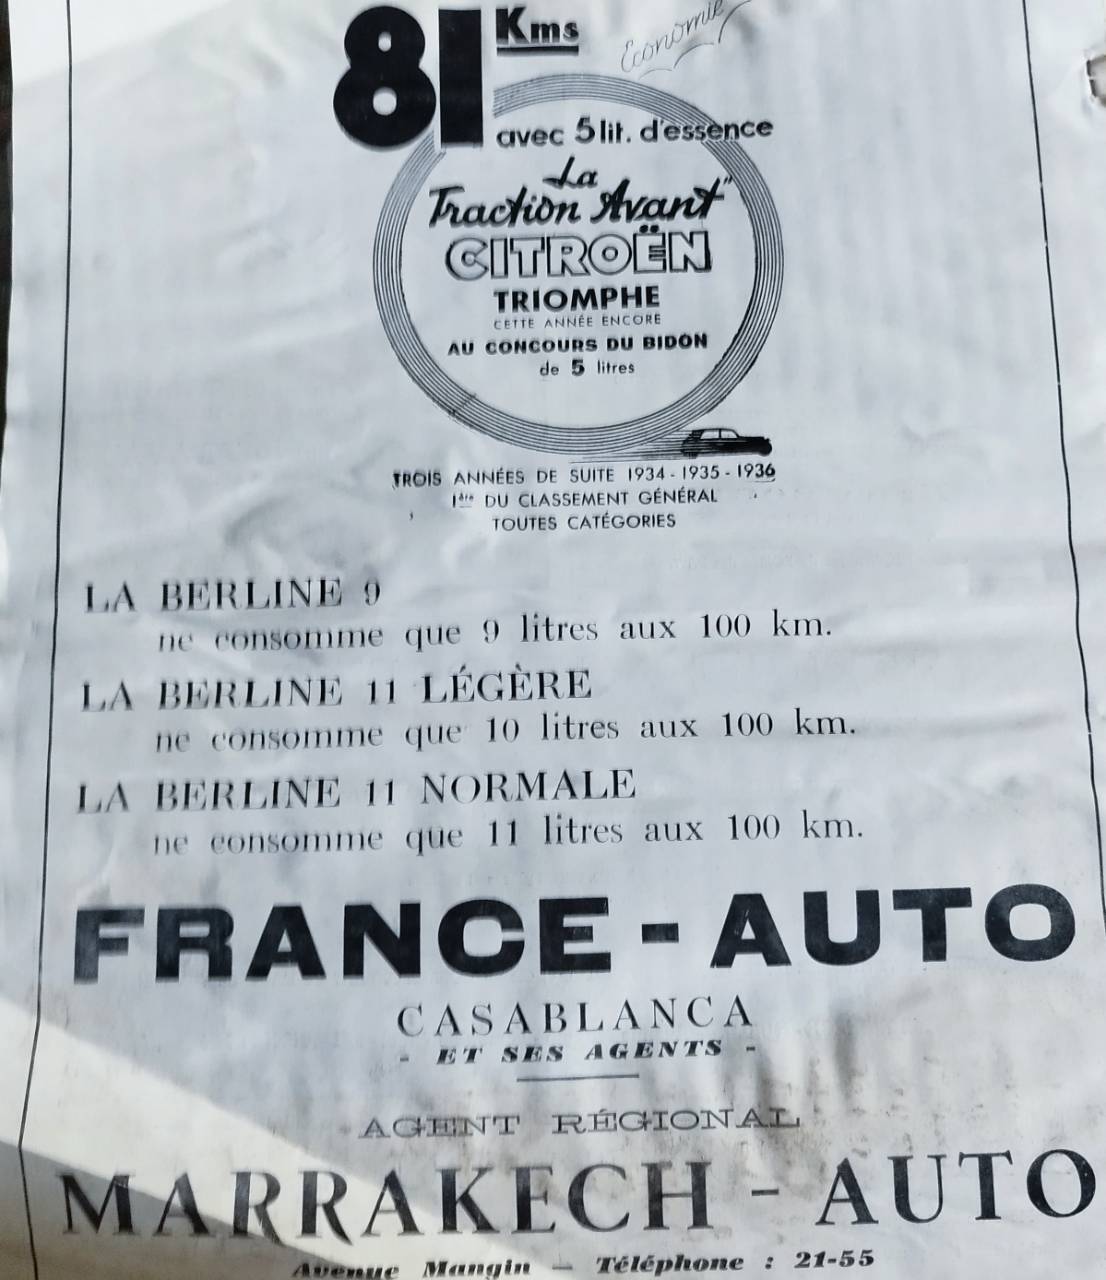 81 Kms
Économie
avec 5 lit. d'essence
La
Traction Avant"
CITROËN
TRIOMPHE
CETTE ANNÉE ENCORE
AU CONCOURS DU BIDON
de 5 litres
TROIS ANNÉES DE SUITE 1934 - 1935 - 1936
1ère DU CLASSEMENT GÉNÉRAL
TOUTES CATÉGORIES
LA BERLINE 9
ne consomme que 9 litres aux 100 km.
LA BERLINE 11 LÉGÈRE
ne consomme que 10 litres aux 100 km.
LA BERLINE 11 NORMALE
ne consomme que 11 litres aux 100 km.
FRANCE - AUTO
CASABLANCA
- ET SES AGENTS -
AGENT RÉGIONAL
MARRAKECH - AUTO
Avenue Mangin — Téléphone : 21-55